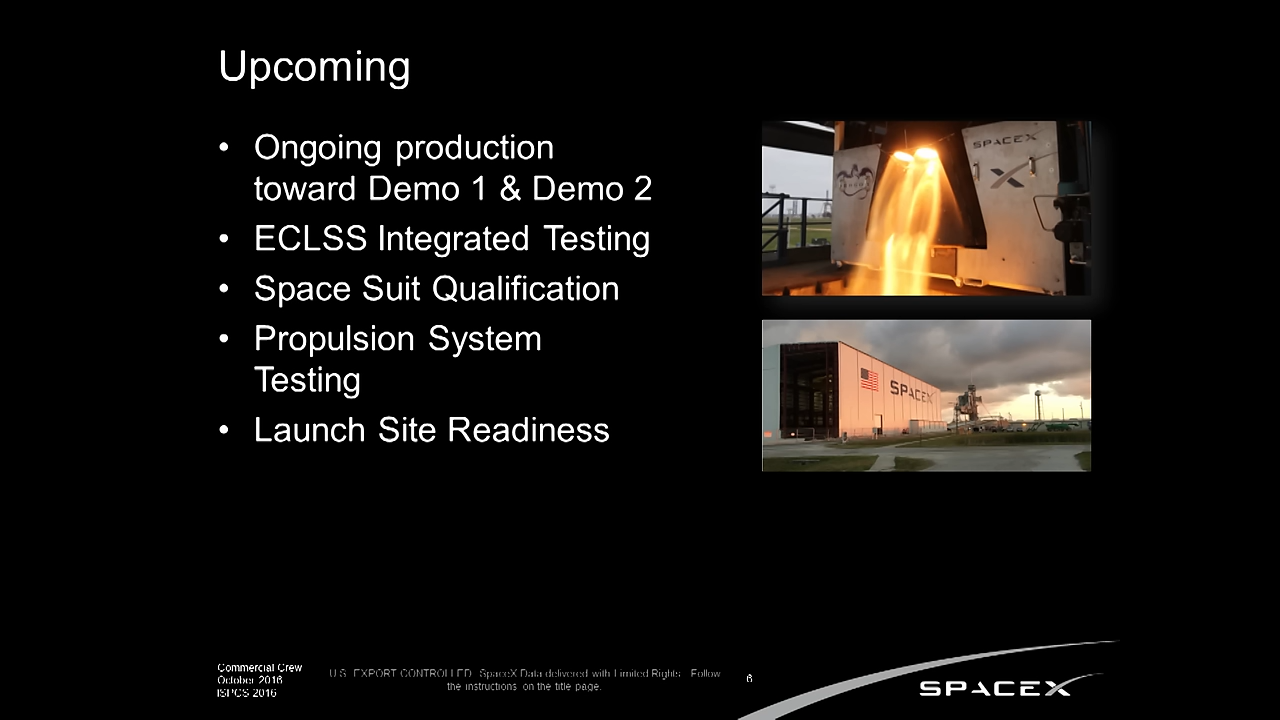 Upcoming
• Ongoing production
toward Demo 1 & Demo 2
• ECLSS Integrated Testing
• Space Suit Qualification
• Propulsion System
Testing
• Launch Site Readiness
SPACEX
SPACEX
Commercial Crew
October 2016
ISPCS 2016
U.S. EXPORT CONTROLLED. SpaceX Data delivered with Limited Rights. Follow
the instructions on the title page.
6
SPACEX